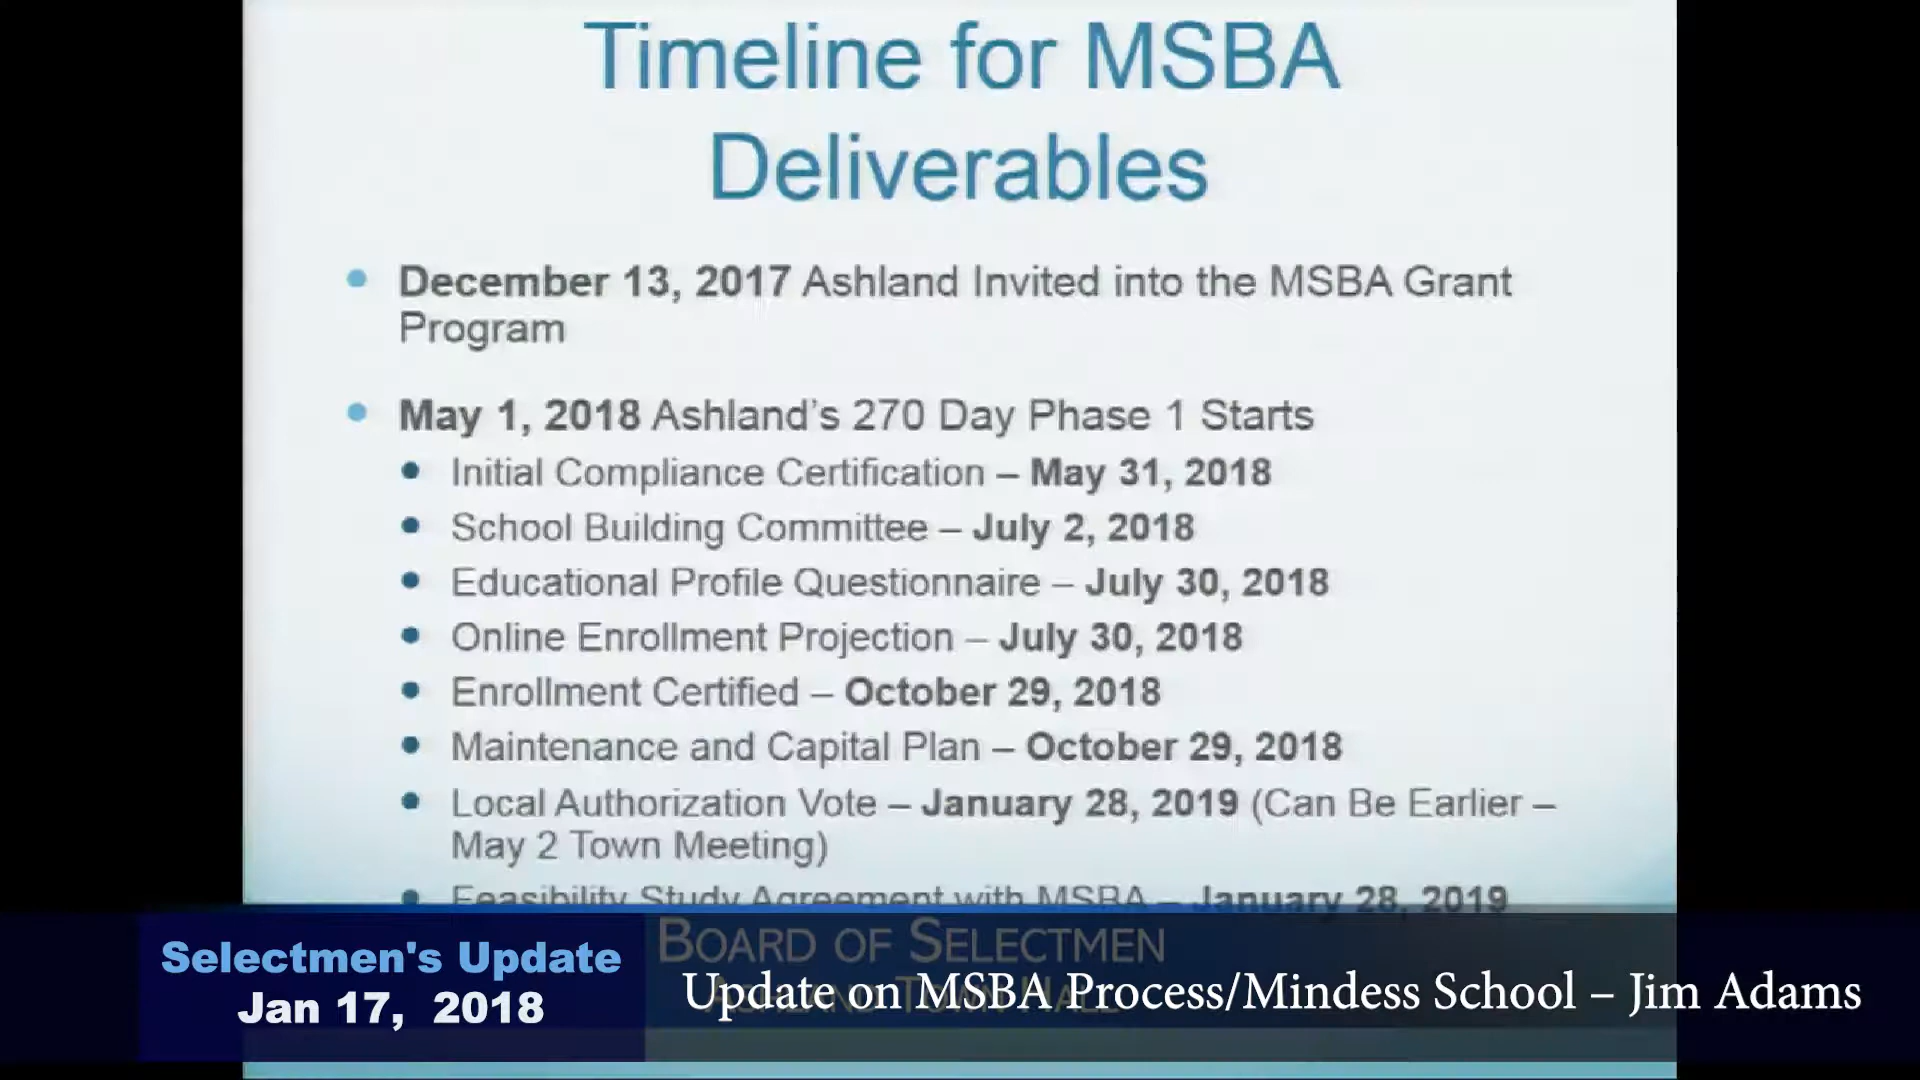 Timeline for MSBA
Deliverables
• December 13, 2017 Ashland Invited into the MSBA Grant
Program
• May 1, 2018 Ashland’s 270 Day Phase 1 Starts
• Initial Compliance Certification – May 31, 2018
• School Building Committee – July 2, 2018
• Educational Profile Questionnaire – July 30, 2018
• Online Enrollment Projection – July 30, 2018
• Enrollment Certified – October 29, 2018
• Maintenance and Capital Plan – October 29, 2018
• Local Authorization Vote – January 28, 2019 (Can Be Earlier –
May 2 Town Meeting)
• Feasibility Study Agreement with MSBA – January 28, 2019
BOARD OF SELECTMEN
ASHLAND TOWN HALL
Selectmen's Update
Jan 17, 2018
Update on MSBA Process/Mindess School – Jim Adams